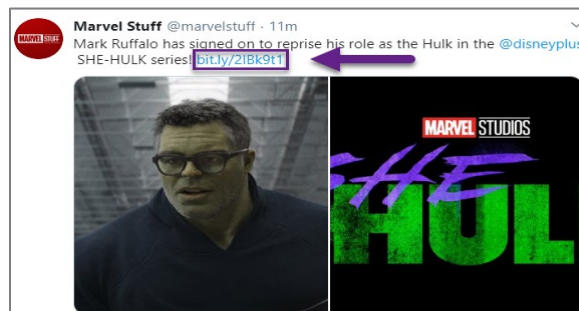 MARVEL STUFF
Marvel Stuff @marvelstuff · 11m
Mark Ruffalo has signed on to reprise his role as the Hulk in the @disneyplus
SHE-HULK series! bit.ly/2IBk9t1
MARVEL STUDIOS
SHE
HUL